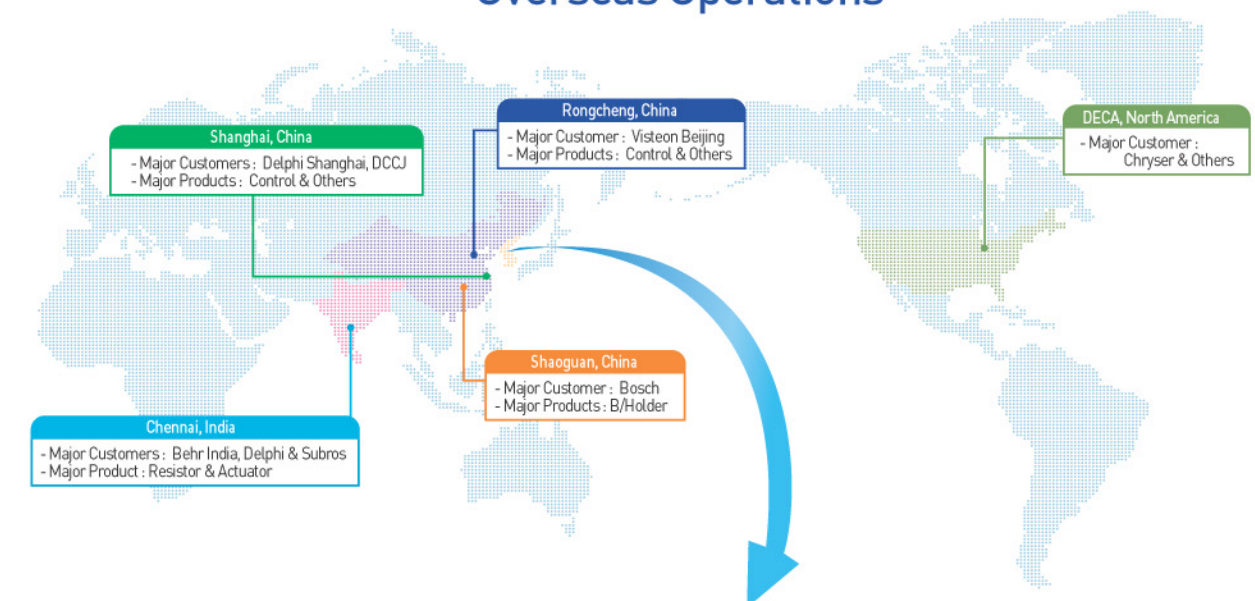 Overseas Operations
Shanghai, China
- Major Customers : Delphi Shanghai, DCCJ
- Major Products : Control & Others
Rongcheng, China
- Major Customer : Visteon Beijing
- Major Products : Control & Others
DECA, North America
- Major Customer :
Chryser & Others
Shaoguan, China
- Major Customer : Bosch
- Major Products : B/Holder
Chennai, India
- Major Customers : Behr India, Delphi & Subros
- Major Product : Resistor & Actuator